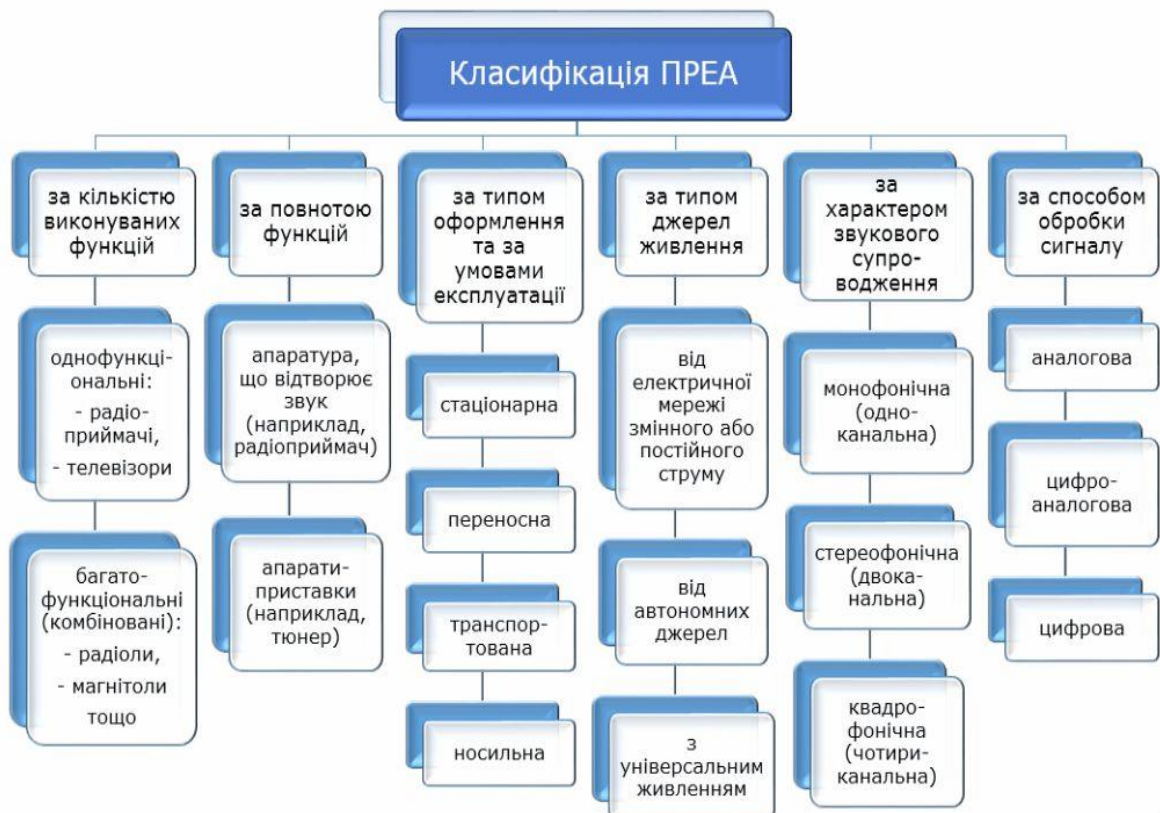 Класифікація ПРЕА
за кількістю
виконуваних
функцій
однофункці-
ональні:
- радіо-
приймачі,
- телевізори
багато-
функціональні
(комбіновані):
- радіоли,
- магнітоли
тощо
за повнотою
функцій
апаратура,
що відтворює
звук
(наприклад,
радіоприймач)
апарати-
приставки
(наприклад,
тюнер)
за типом
оформлення
та за
умовами
експлуатації
стаціонарна
переносна
транспор-
тована
носильна
за типом
джерел
живлення
від
електричної
мережі
змінного або
постійного
струму
від
автономних
джерел
з
універсальним
живленням
за
характером
звукового
супро-
водження
монофонічна
(одно-
канальна)
стереофонічна
(двока-
нальна)
квадро-
фонічна
(чотири-
канальна)
за способом
обробки
сигналу
аналогова
цифро-
аналогова
цифрова